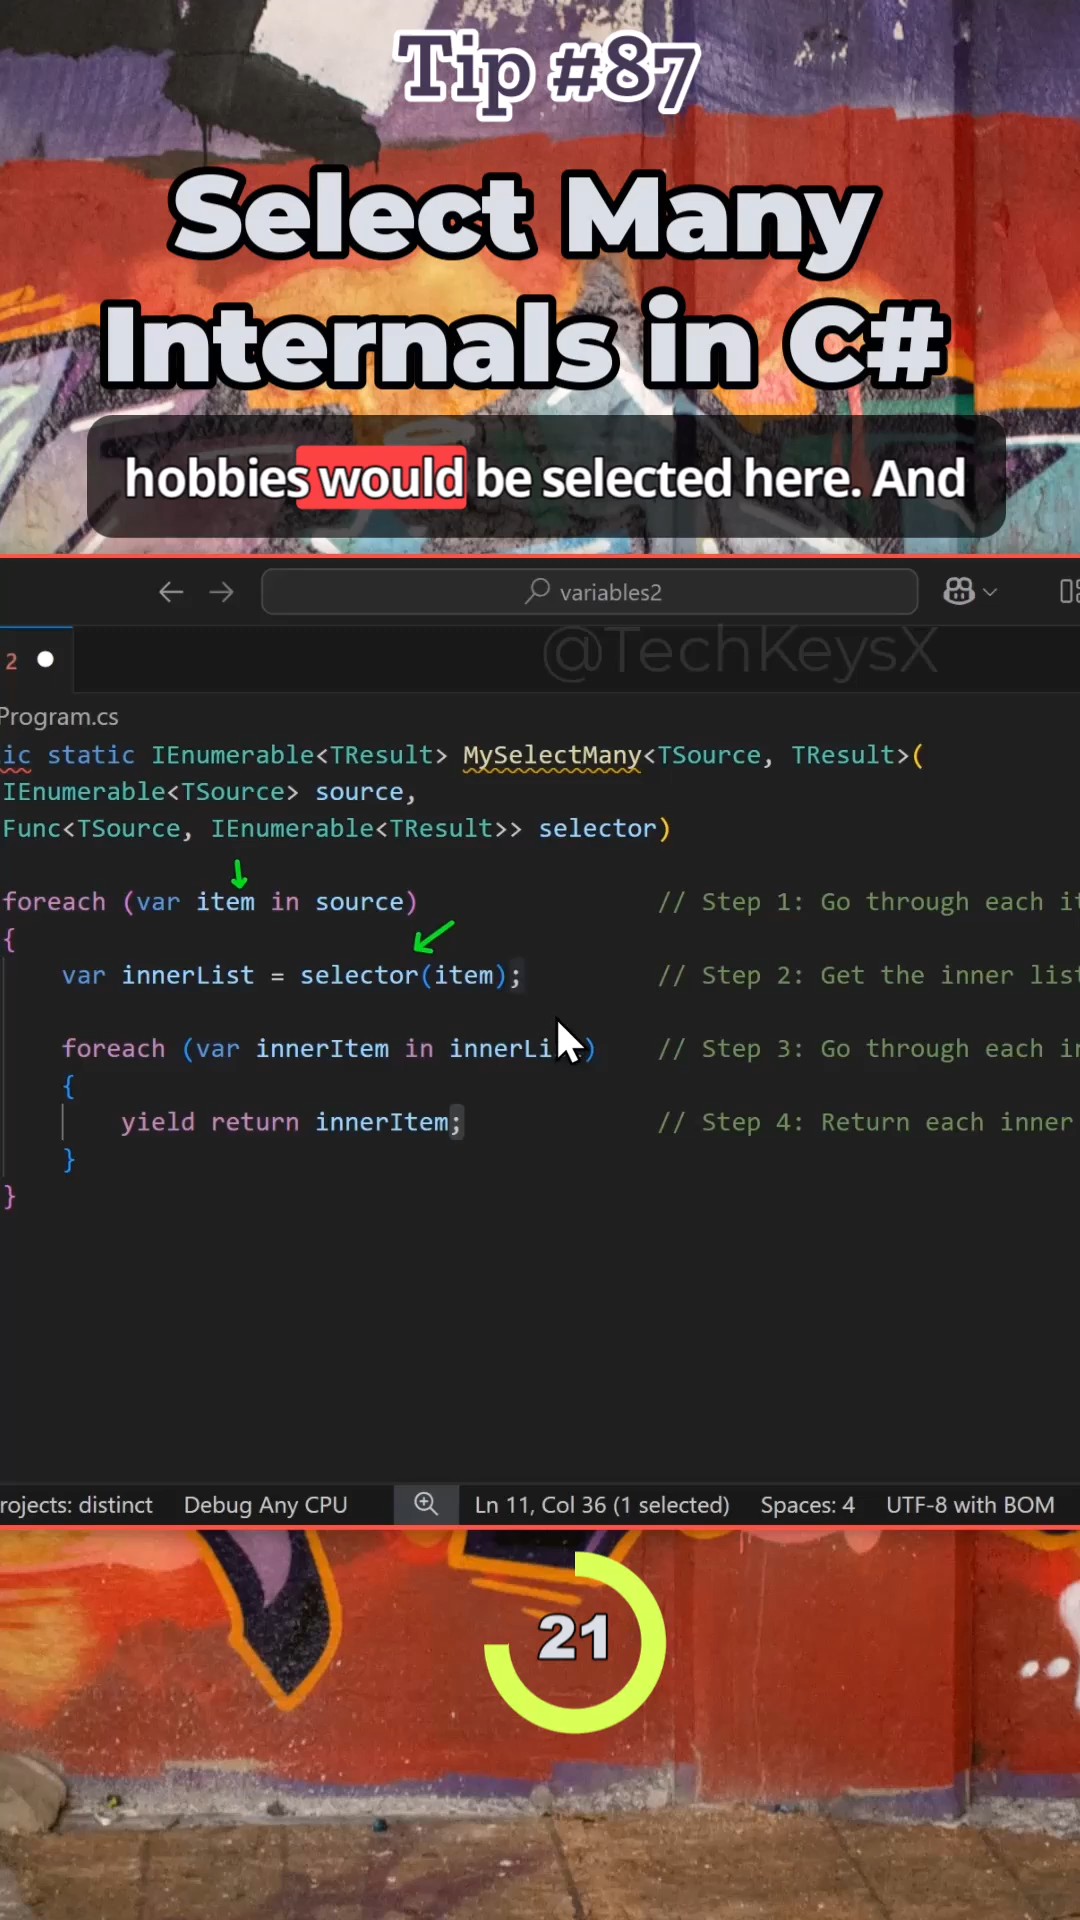 Tip #87
Select Many
Internals in C#
hobbies would be selected here. And
variables2
2
@TechKeysX
Program.cs
ic static IEnumerable<TResult> MySelectMany<TSource, TResult>(
IEnumerable<TSource> source,
Func<TSource, IEnumerable<TResult>> selector)
foreach (var item in source) // Step 1: Go through each it
{
var innerList = selector(item); // Step 2: Get the inner list
foreach (var innerItem in innerLi ) // Step 3: Go through each in
{
yield return innerItem; // Step 4: Return each inner
}
}
rojects: distinct Debug Any CPU Ln 11, Col 36 (1 selected) Spaces: 4 UTF-8 with BOM
21